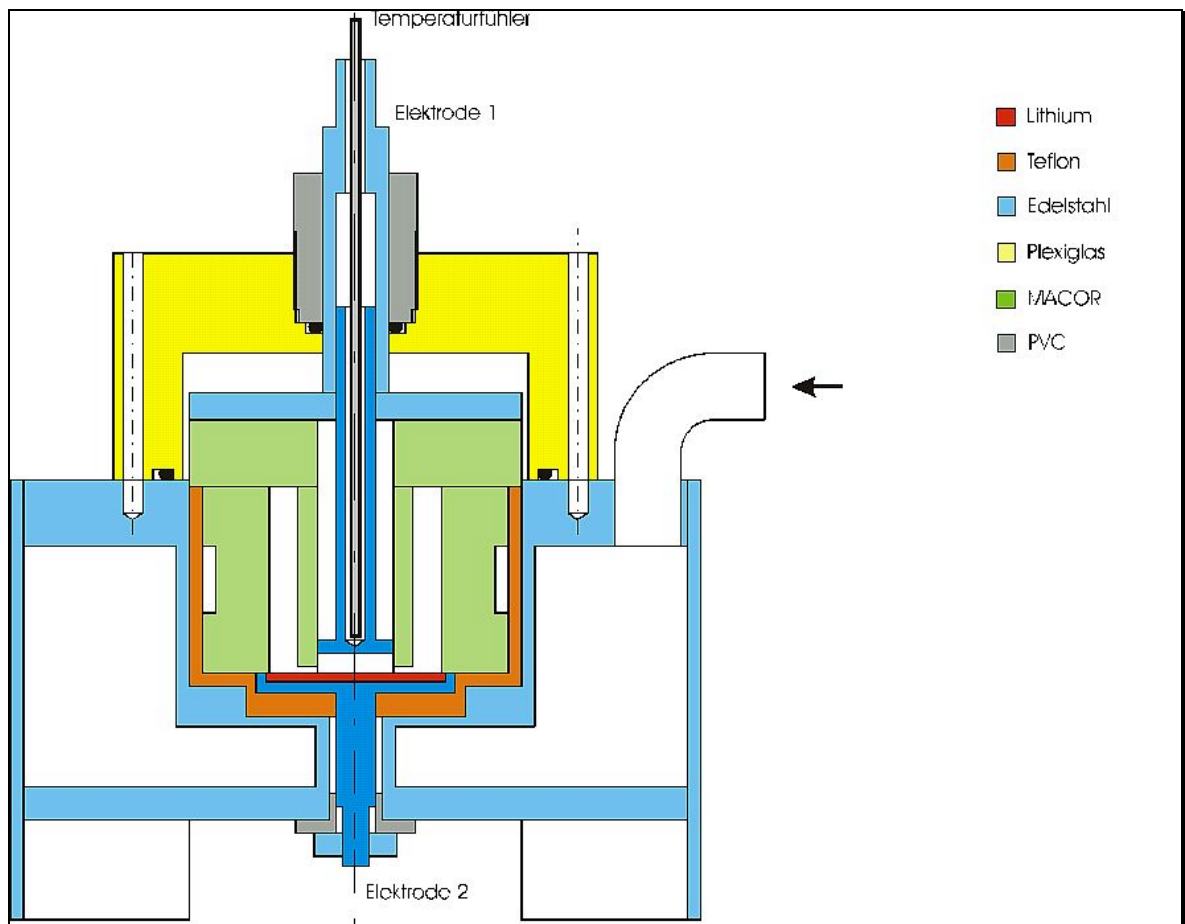 Temperaturfühler
Elektrode 1
Lithium
Teflon
Edelstahl
Plexiglas
MACOR
PVC
Elektrode 2